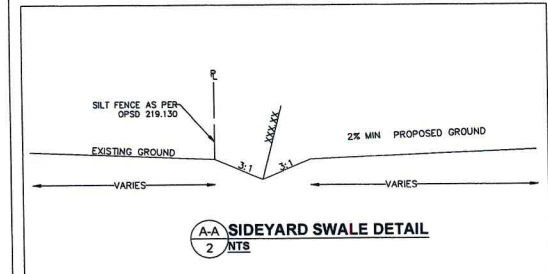 ℄
SILT FENCE AS PER
OPSD 219.130
XXX.XX
2% MIN PROPOSED GROUND
EXISTING GROUND
3:1
3:1
VARIES
VARIES
A-A
2
SIDEYARD SWALE DETAIL
NTS